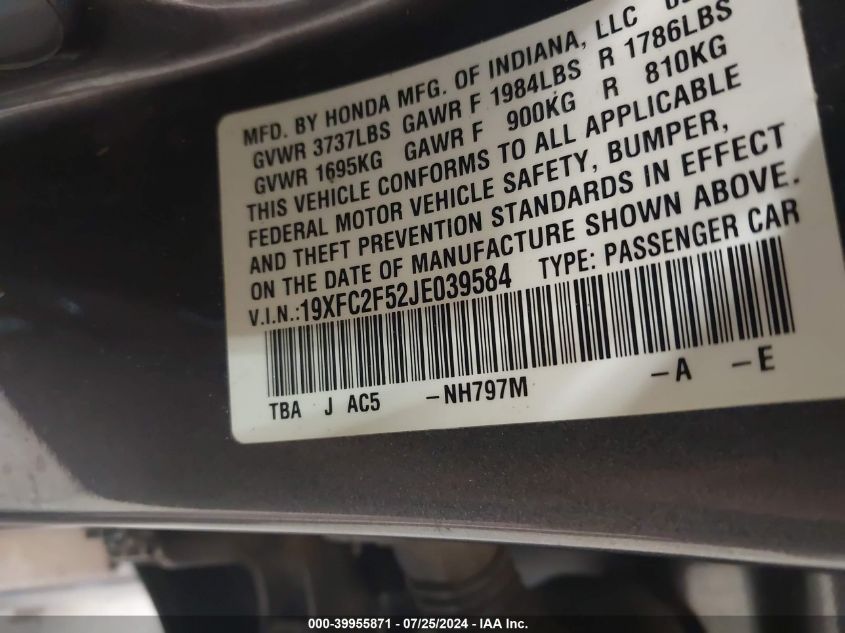 MFD. BY HONDA MFG. OF INDIANA, LLC
GVWR 3737LBS GAWR F 1984LBS R 1786LBS
GVWR 1695KG GAWR F 900KG R 810KG
THIS VEHICLE CONFORMS TO ALL APPLICABLE
FEDERAL MOTOR VEHICLE SAFETY, BUMPER,
AND THEFT PREVENTION STANDARDS IN EFFECT
ON THE DATE OF MANUFACTURE SHOWN ABOVE.
V.I.N.:19XFC2F52JE039584 TYPE: PASSENGER CAR
TBA J AC5 -NH797M -A -E
000-39955871 - 07/25/2024 - IAA Inc.